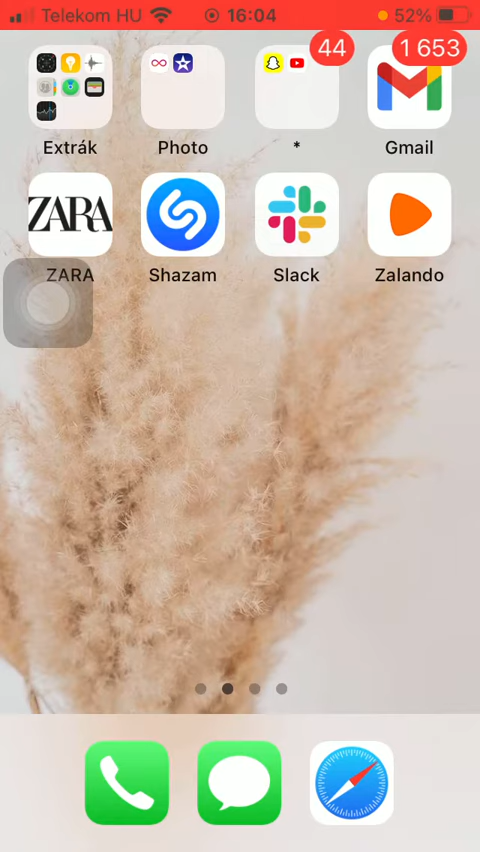 Telekom HU 16:04 52%
44 1 653
Extrák Photo * Gmail
ZARA
ZARA Shazam Slack Zalando